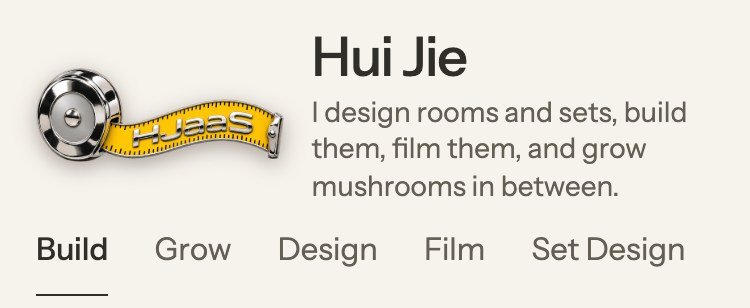 Hui Jie
HJaaS
I design rooms and sets, build
them, film them, and grow
mushrooms in between.
Build Grow Design Film Set Design